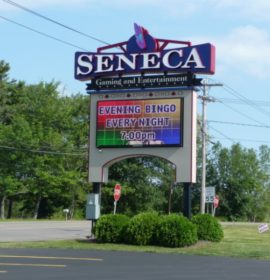 SENECA
Gaming and Entertainment
EVENING BINGO
EVERY NIGHT
7:00pm